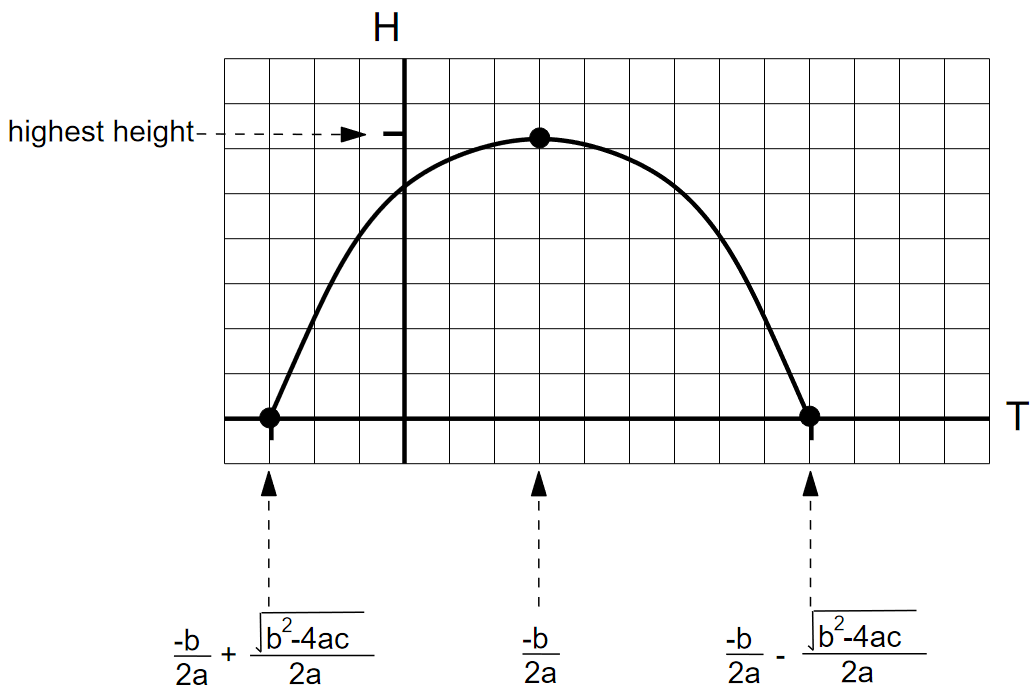 H
highest height
T
-b/2a + √b²-4ac/2a
-b/2a
-b/2a - √b²-4ac/2a